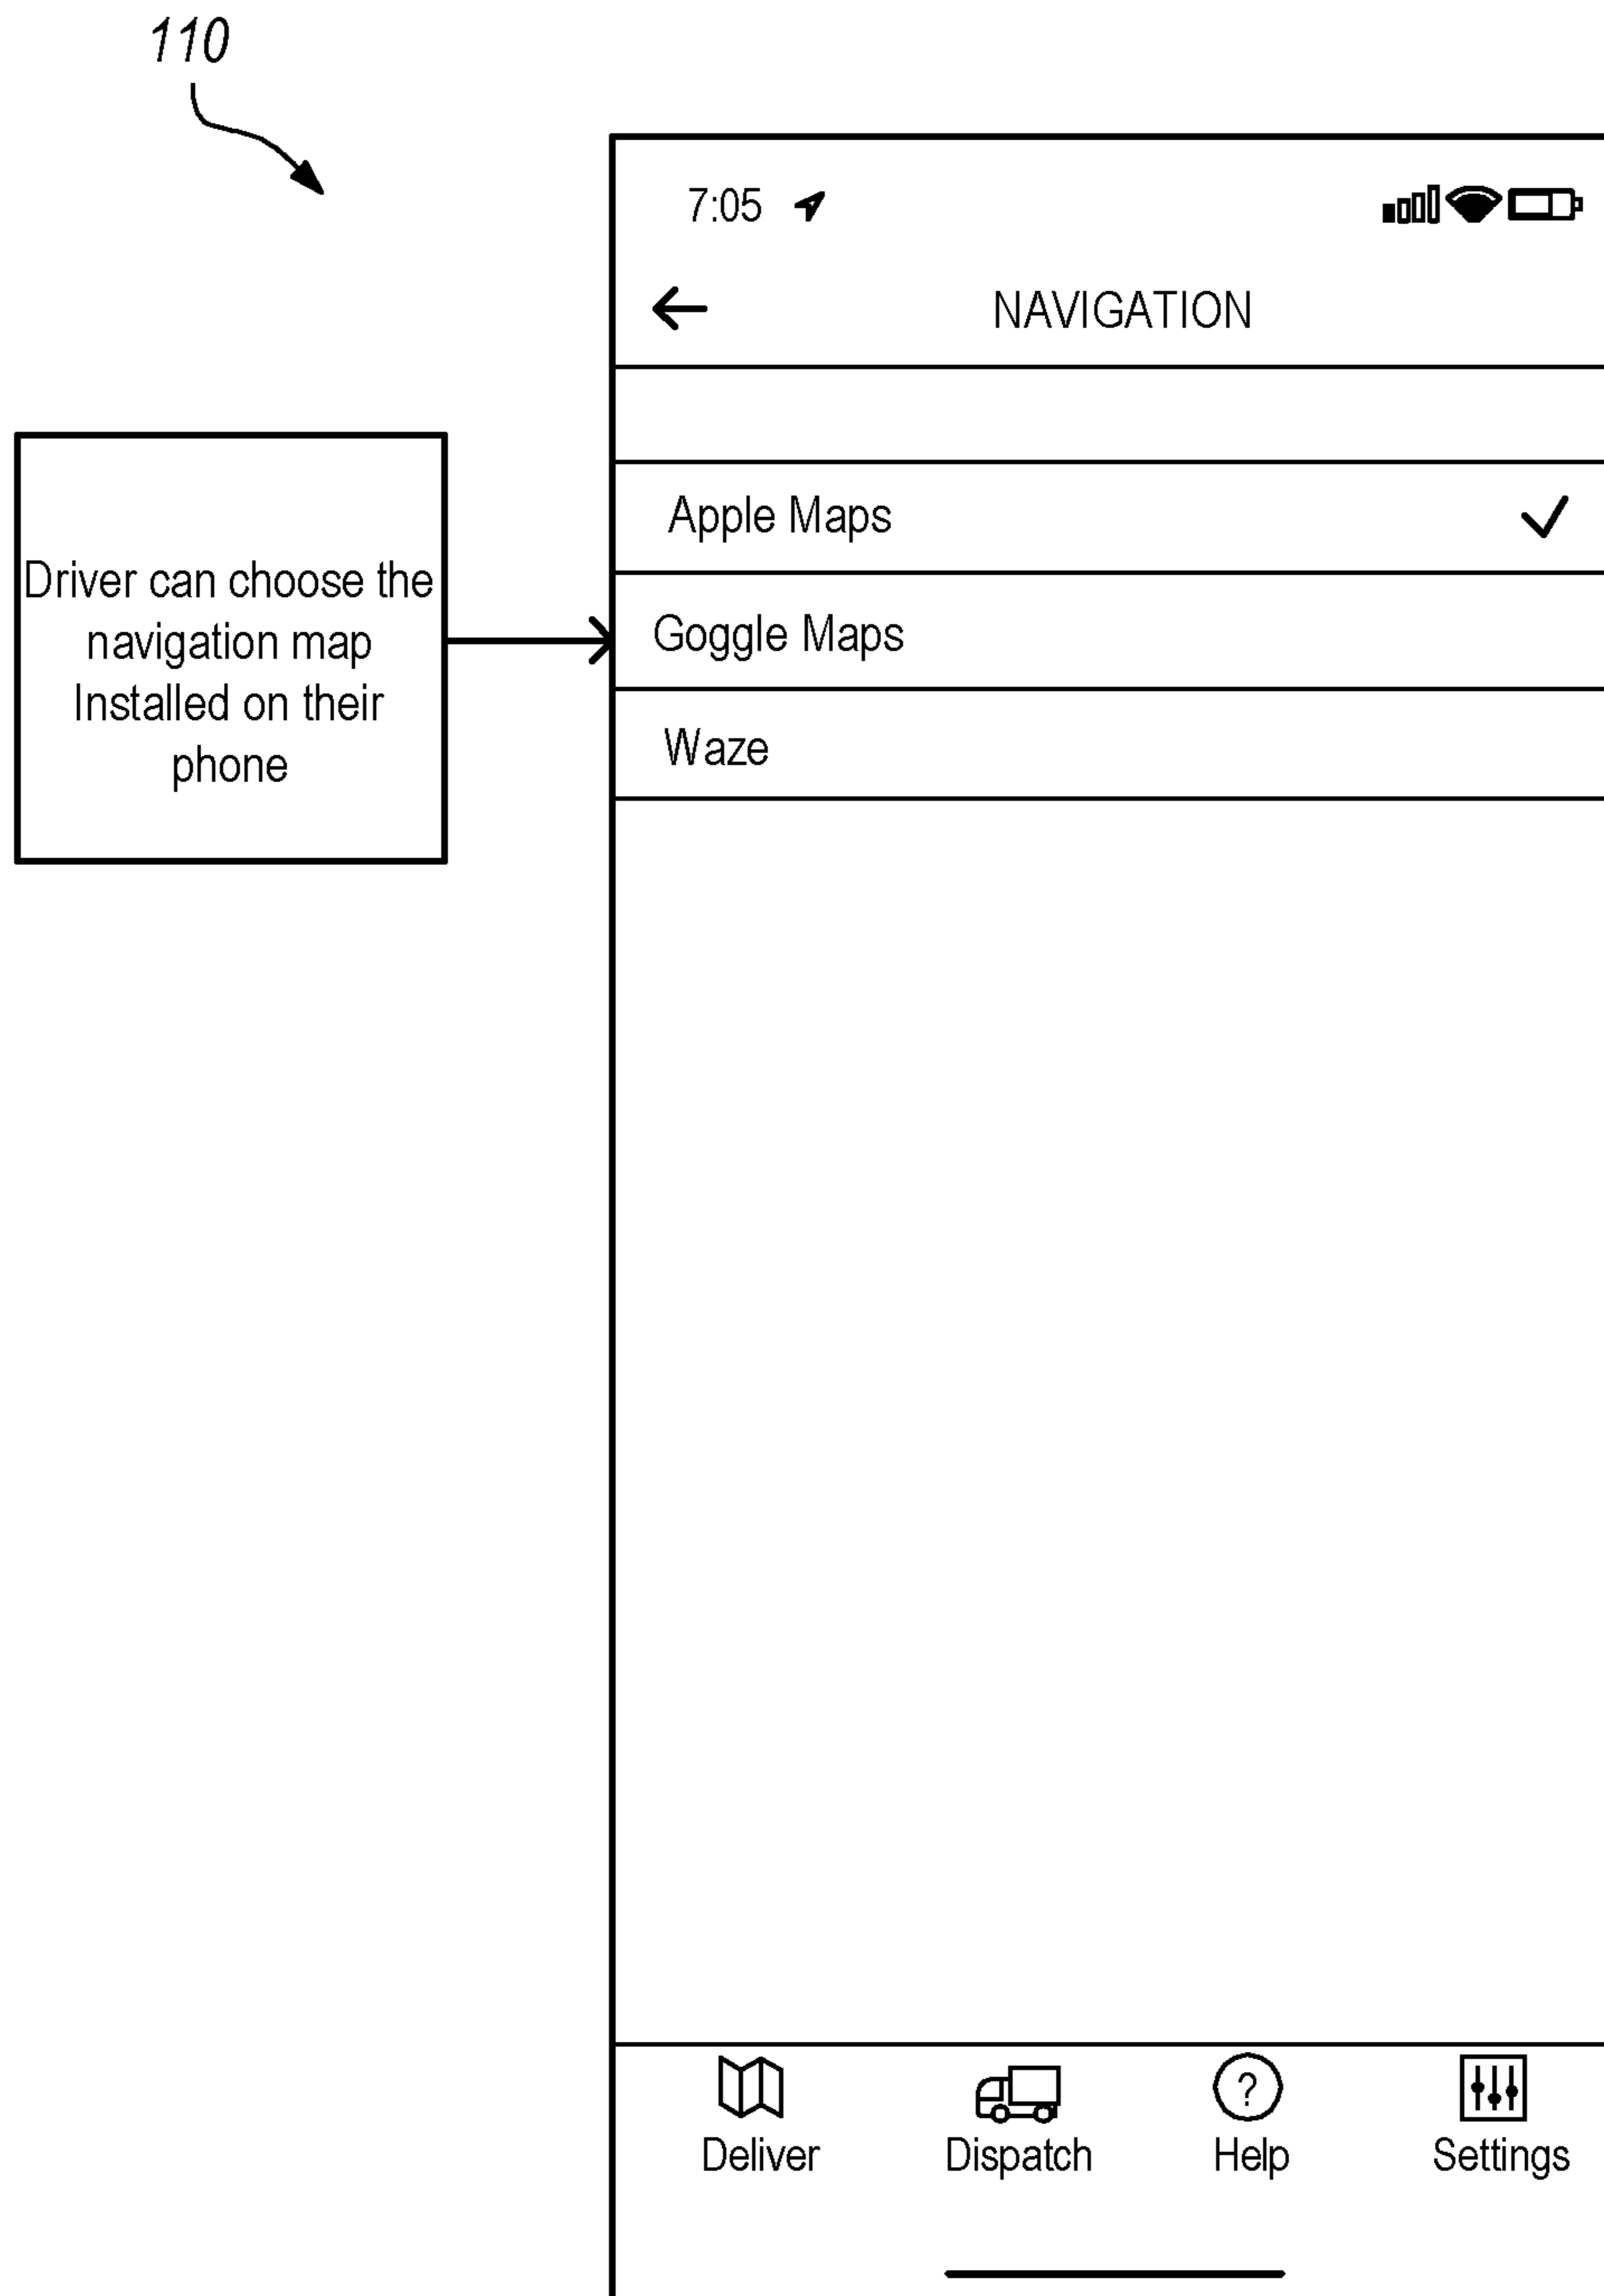 110
7:05
NAVIGATION
Driver can choose the
navigation map
Installed on their
phone
Apple Maps
Goggle Maps
Waze
?
Deliver
Dispatch
Help
Settings